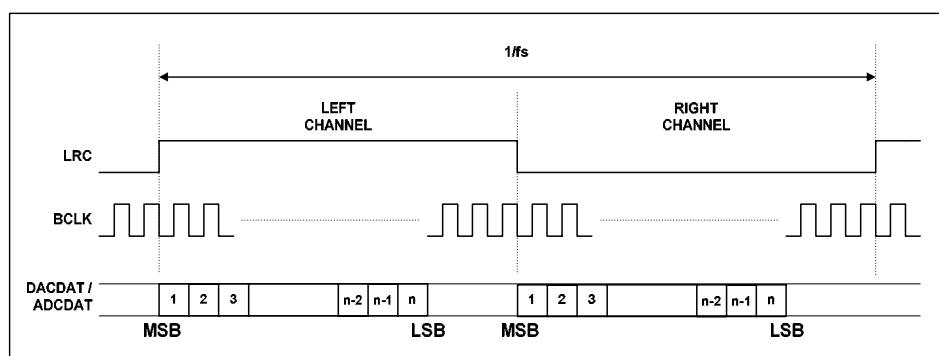 1/fs
LEFT
CHANNEL
RIGHT
CHANNEL
LRC
BCLK
DACDAT /
ADCDAT
1 2 3 n-2 n-1 n 1 2 3 n-2 n-1 n
MSB LSB MSB LSB